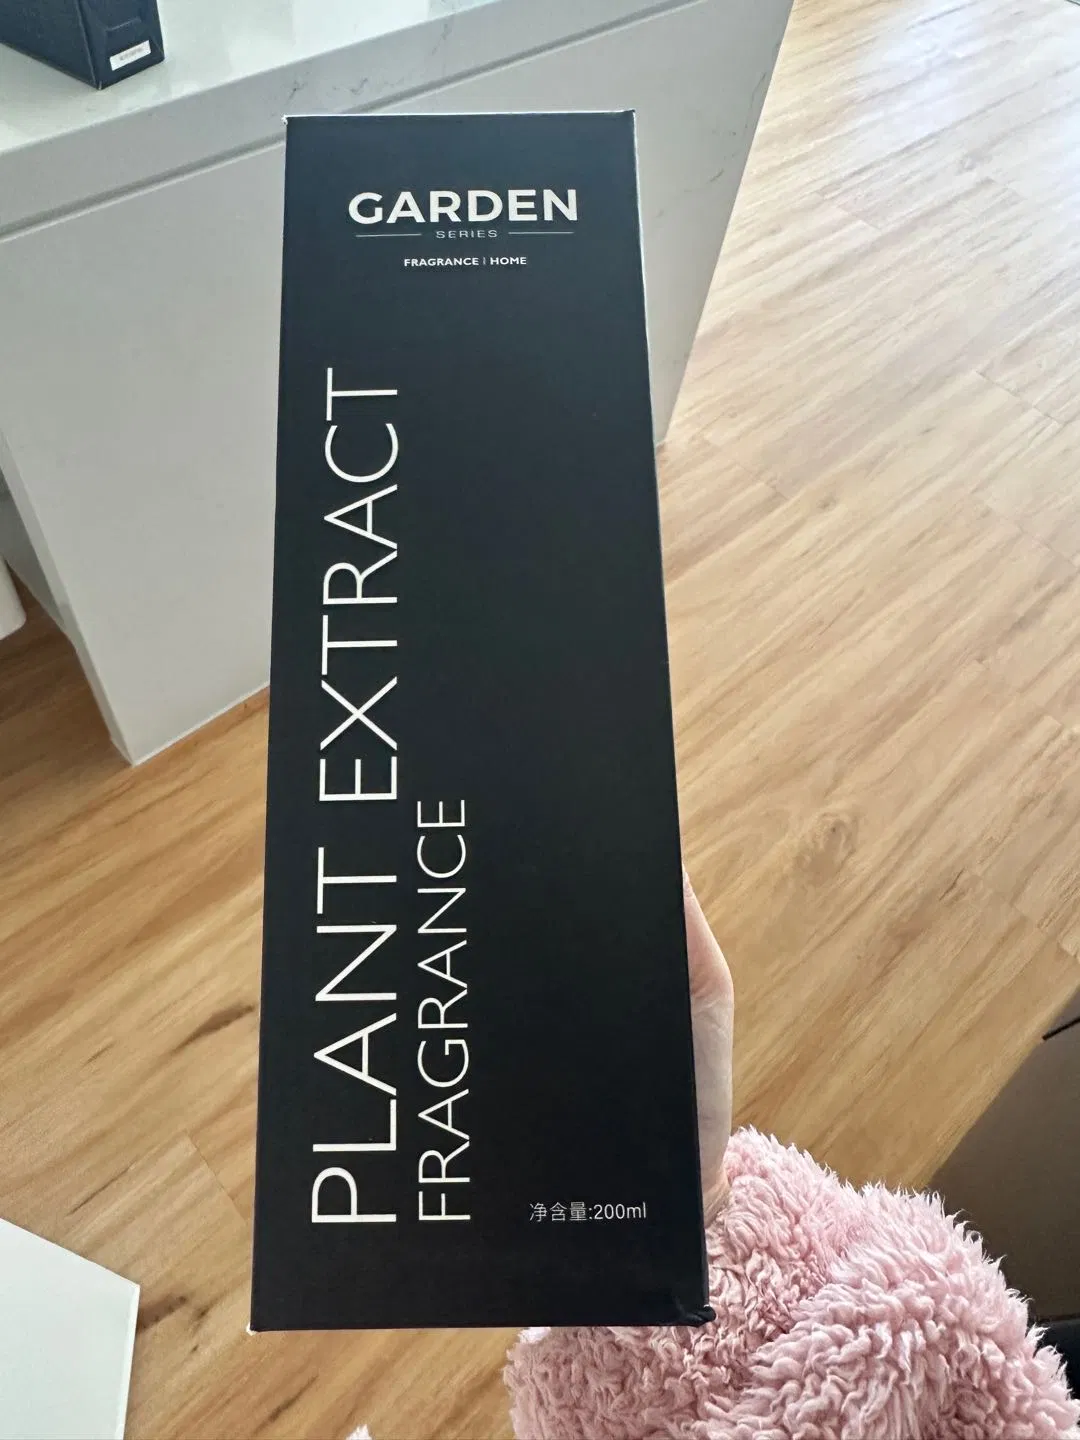 GARDEN
SERIES
FRAGRANCE | HOME
PLANT EXTRACT
FRAGRANCE
净含量:200ml